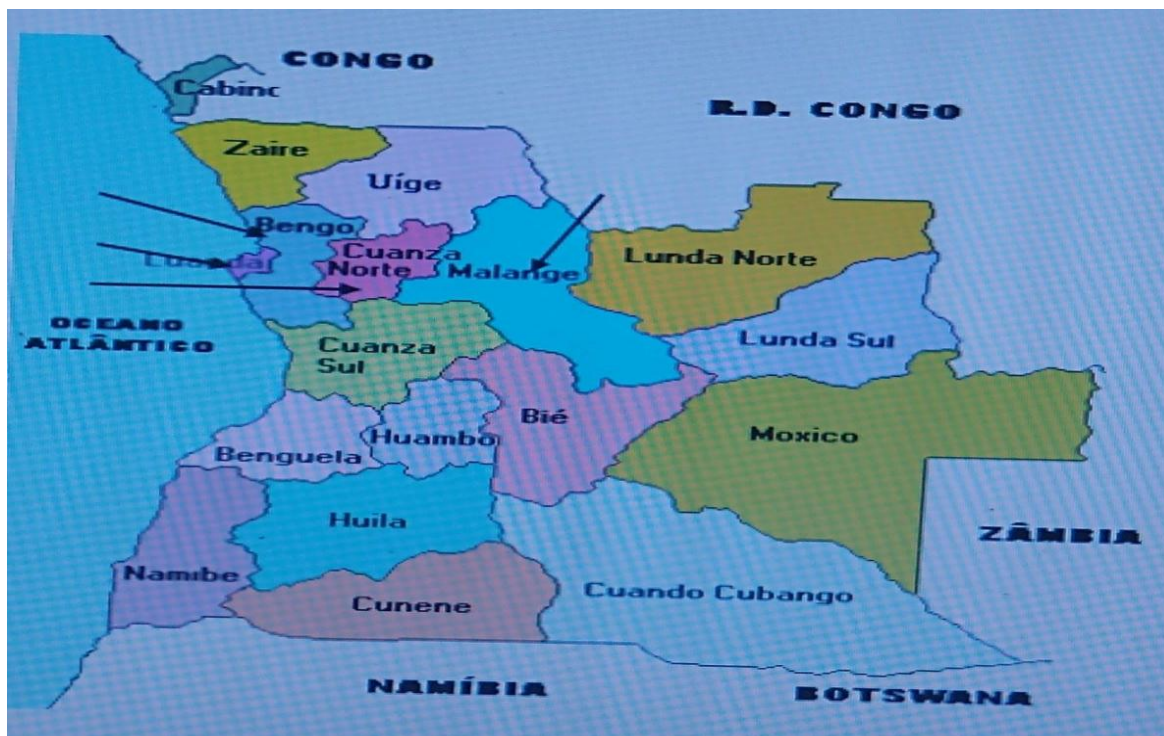 CONGO
Cabinc
R.D. CONGO
Zaire
Uíge
Bengo
Cuanza
Norte
Malange
Lunda Norte
Luanda
OCEANO
ATLÂNTICO
Cuanza
Sul
Lunda Sul
Bié
Huambo
Moxico
Benguela
Huila
ZÂMBIA
Namibe
Cunene
Cuando Cubango
NAMÍBIA
BOTSWANA